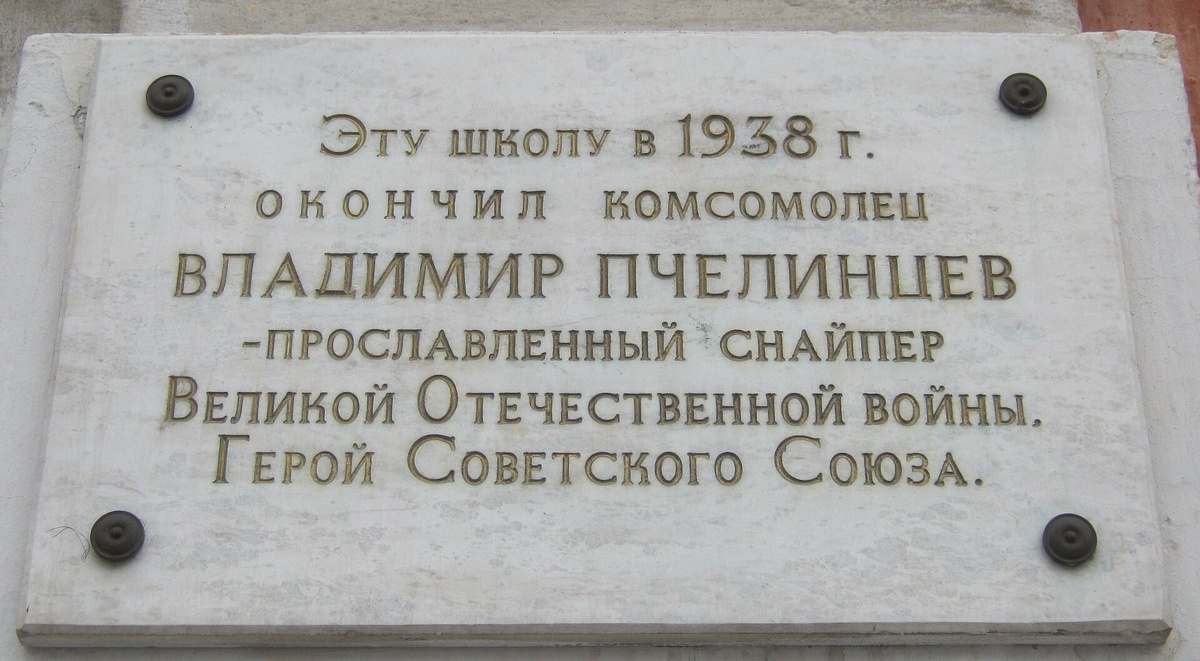 Эту школу в 1938 г.
окончил комсомолец
ВЛАДИМИР ПЧЕЛИНЦЕВ
-прославленный снайпер
Великой Отечественной войны,
Герой Советского Союза.